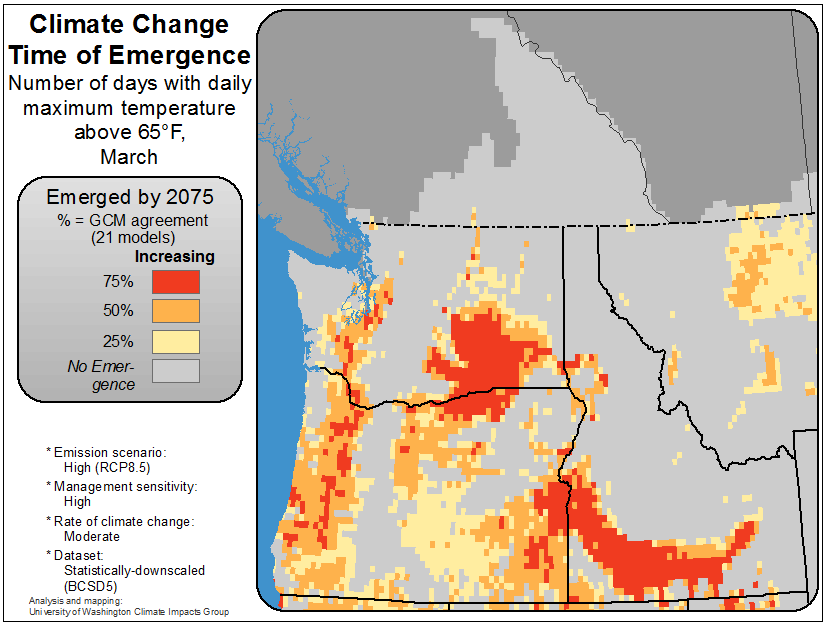 Climate Change
Time of Emergence
Number of days with daily
maximum temperature
above 65°F,
March
Emerged by 2075
% = GCM agreement
(21 models)
Increasing
75%
50%
25%
No Emer-
gence
* Emission scenario:
High (RCP8.5)
* Management sensitivity:
High
* Rate of climate change:
Moderate
* Dataset:
Statistically-downscaled
(BCSD5)
Analysis and mapping:
University of Washington Climate Impacts Group